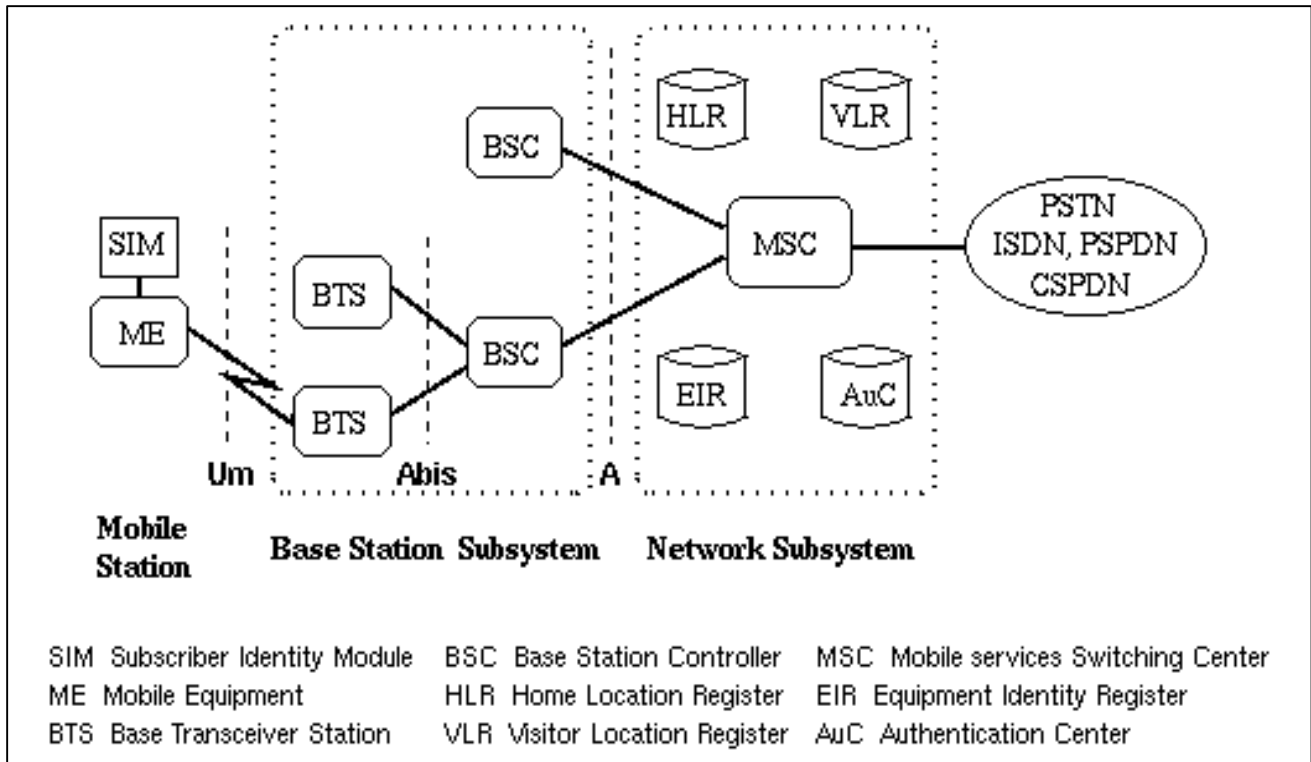 HLR
VLR
BSC
PSTN
ISDN, PSPDN
CSPDN
SIM
MSC
BTS
ME
BSC
EIR
AuC
BTS
Um
Abis
A
Mobile
Station
Base Station Subsystem
Network Subsystem
SIM Subscriber Identity Module
BSC Base Station Controller
MSC Mobile services Switching Center
ME Mobile Equipment
HLR Home Location Register
EIR Equipment Identity Register
BTS Base Transceiver Station
VLR Visitor Location Register
AuC Authentication Center